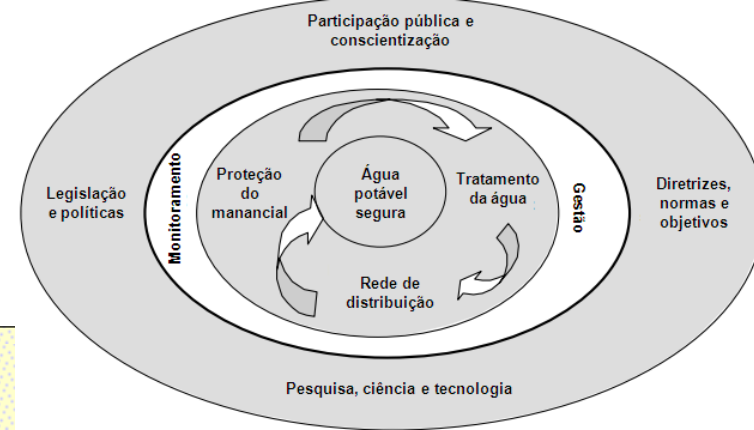 Participação pública e
conscientização
Legislação
e políticas
Monitoramento
Proteção
do
manancial
Água
potável
segura
Tratamento
da água
Gestão
Diretrizes,
normas e
objetivos
Rede de
distribuição
Pesquisa, ciência e tecnologia